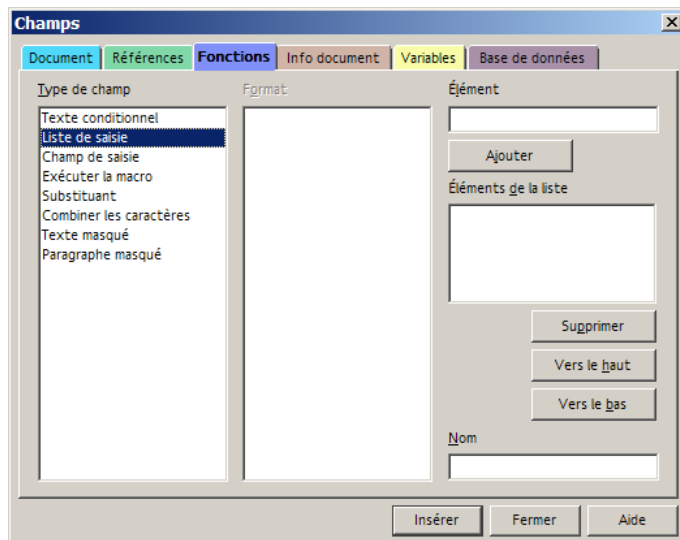 Champs
Document Références Fonctions Info document Variables Base de données
Type de champ
Texte conditionnel
Liste de saisie
Champ de saisie
Exécuter la macro
Substituant
Combiner les caractères
Texte masqué
Paragraphe masqué
Format
Élément
Ajouter
Éléments de la liste
Supprimer
Vers le haut
Vers le bas
Nom
Insérer Fermer Aide